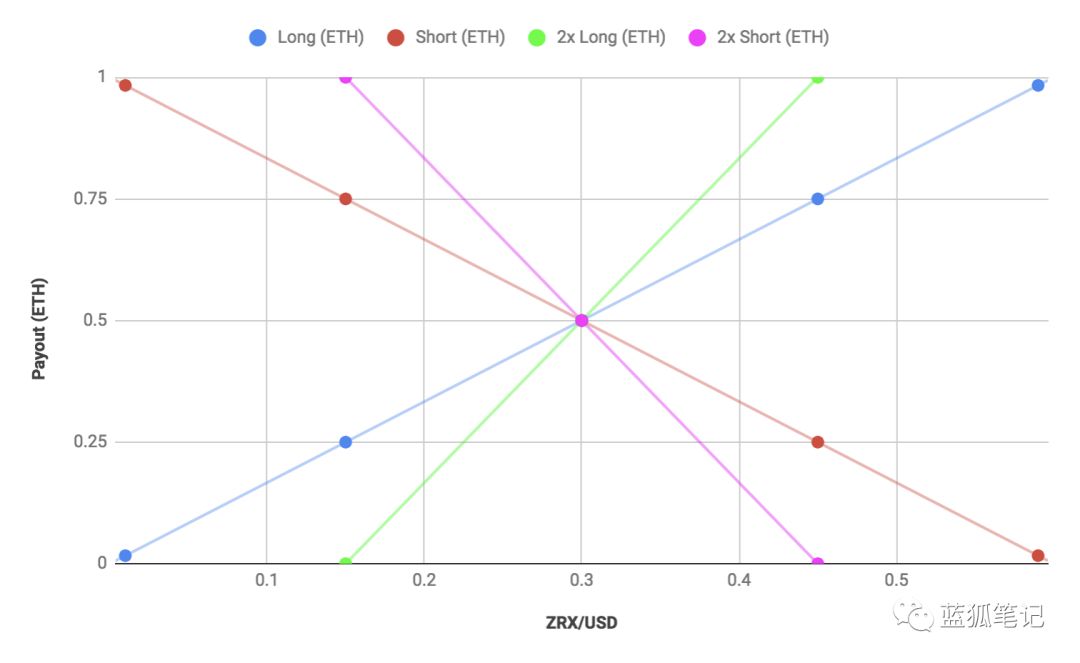 Long (ETH) Short (ETH) 2x Long (ETH) 2x Short (ETH)
1
0.75
0.5
0.25
0
Payout (ETH)
0.1 0.2 0.3 0.4 0.5
ZRX/USD
蓝狐笔记